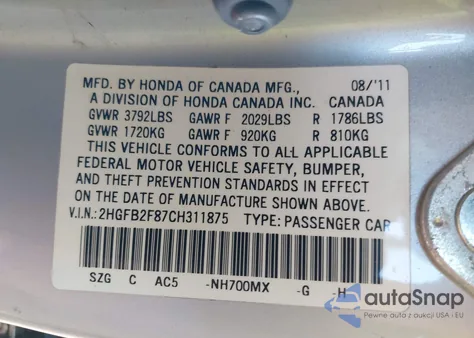 MFD. BY HONDA OF CANADA MFG., 08/'11
A DIVISION OF HONDA CANADA INC. CANADA
GVWR 3792LBS GAWR F 2029LBS R 1786LBS
GVWR 1720KG GAWR F 920KG R 810KG
THIS VEHICLE CONFORMS TO ALL APPLICABLE
FEDERAL MOTOR VEHICLE SAFETY, BUMPER,
AND THEFT PREVENTION STANDARDS IN EFFECT
ON THE DATE OF MANUFACTURE SHOWN ABOVE.
V.I.N.: 2HGFB2F87CH311875 TYPE: PASSENGER CAR
SZG C AC5 -NH700MX -G -H
autoSnap
Pewne auta z aukcji USA i EU